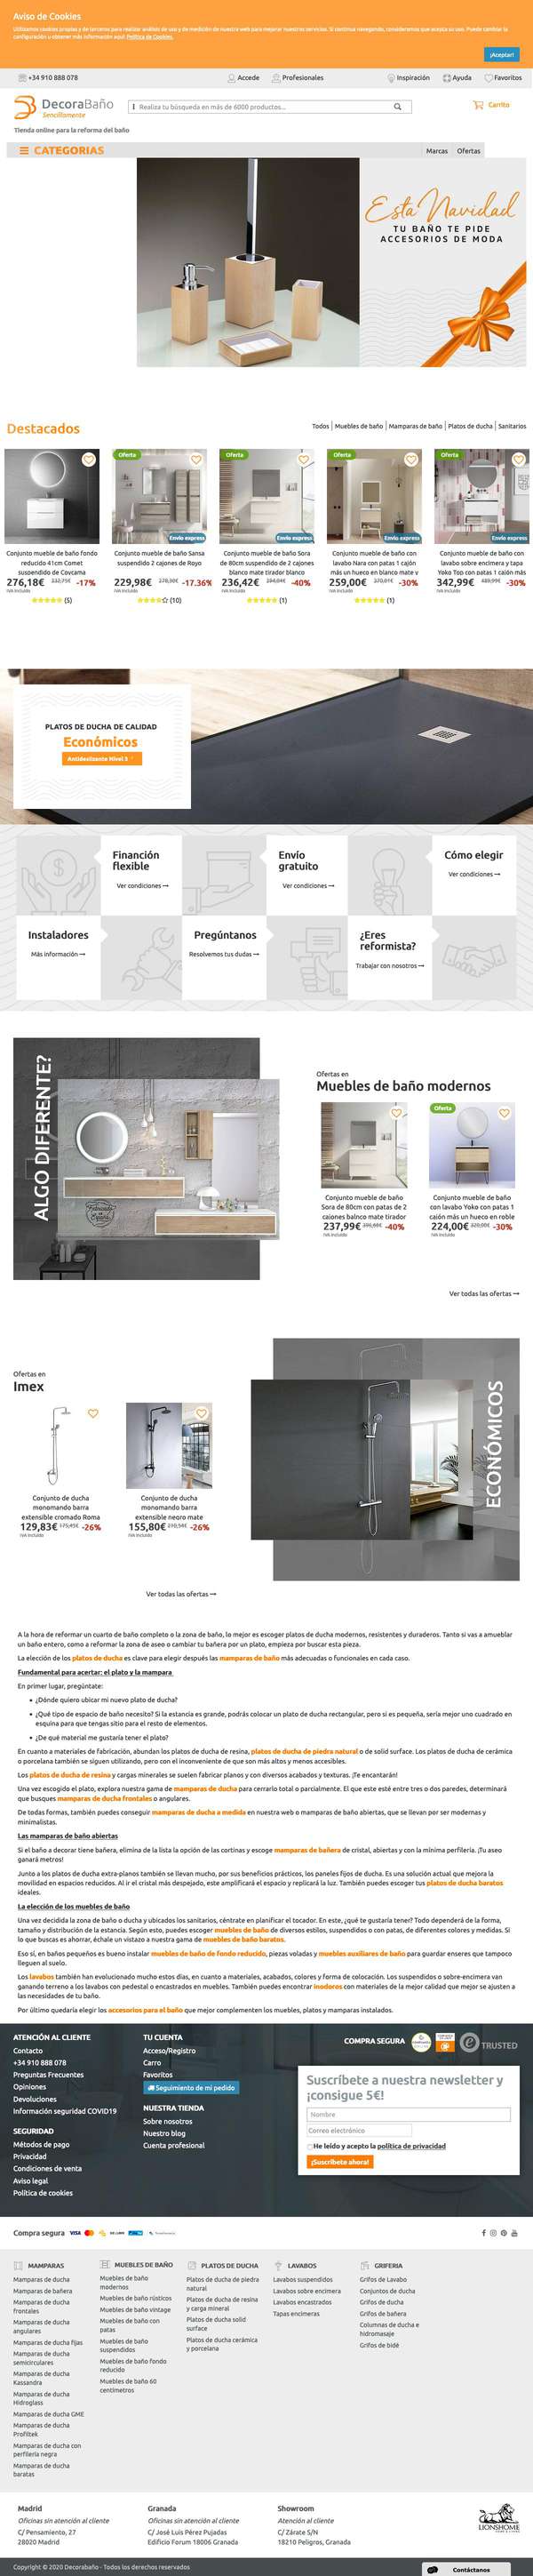 Aviso de Cookies
Utilizamos cookies propias y de terceros para realizar análisis de uso y de medición de nuestra web para mejorar nuestros servicios. Si continua navegando, consideraremos que acepta su uso. Puede cambiar la
configuración u obtener más información aquí Política de Cookies.
¡Aceptar!
+34 910 888 078
Accede
Profesionales
Inspiración
Ayuda
Favoritos
DecoraBaño
Sencillamente
Realiza tu búsqueda en más de 6000 productos...
Carrito
Tienda online para la reforma del baño
CATEGORIAS
Marcas Ofertas
Esta Navidad
TU BAÑO TE PIDE
ACCESORIOS DE MODA
Destacados
Todos | Muebles de baño | Mamparas de baño | Platos de ducha | Sanitarios
Oferta
Oferta
Oferta
Oferta
Envío express
Envío express
Envío express
Envío express
Conjunto mueble de baño fondo
reducido 41cm Comet
suspendido de Coycama
276,18€ 332,75€ -17%
IVA incluido
(5)
Conjunto mueble de baño Sansa
suspendido 2 cajones de Royo
229,98€ 278,30€ -17.36%
IVA incluido
(10)
Conjunto mueble de baño Sora
de 80cm suspendido de 2 cajones
blanco mate tirador blanco
236,42€ 394,04€ -40%
IVA incluido
(1)
Conjunto mueble de baño con
lavabo Nara con patas 1 cajón
más un hueco en blanco mate y
259,00€ 370,01€ -30%
IVA incluido
(1)
Conjunto mueble de baño con
lavabo sobre encimera y tapa
Yoko Too con patas 1 cajón más
342,99€ 489,99€ -30%
IVA incluido
PLATOS DE DUCHA DE CALIDAD
Económicos
Antideslizante Nivel 3
Financión
flexible
Ver condiciones
Envío
gratuito
Ver condiciones
Cómo elegir
Ver condiciones
Instaladores
Más información
Pregúntanos
Resolvemos tus dudas
¿Eres
reformista?
Trabajar con nosotros
ALGO DIFERENTE?
Ofertas en
Muebles de baño modernos
Oferta
Conjunto mueble de baño
Sora de 80cm con patas de 2
cajones balnco mate tirador
237,99€ 396,65€ -40%
IVA incluido
Conjunto mueble de baño
con lavabo Yoko con patas 1
cajón más un hueco en roble
224,00€ 320,00€ -30%
IVA incluido
Ver todas las ofertas
Ofertas en
Imex
Conjunto de ducha
monomando barra
extensible cromado Roma
129,83€ 175,45€ -26%
IVA incluido
Conjunto de ducha
monomando barra
extensible negro mate
155,80€ 210,54€ -26%
IVA incluido
ECONÓMICOS
Ver todas las ofertas
A la hora de reformar un cuarto de baño completo o la zona de baño, lo mejor es escoger platos de ducha modernos, resistentes y duraderos. Tanto si vas a amueblar
un baño entero, como a reformar la zona de aseo o cambiar tu bañera por un plato, empieza por buscar esta pieza.
La elección de los platos de ducha es clave para elegir después las mamparas de baño más adecuadas o funcionales en cada caso.
Fundamental para acertar: el plato y la mampara
En primer lugar, pregúntate:
• ¿Dónde quiero ubicar mi nuevo plato de ducha?
• ¿Qué tipo de espacio de baño necesito? Si la estancia es grande, podrás colocar un plato de ducha rectangular, pero si es pequeña, sería mejor uno cuadrado en
esquina para que tengas sitio para el resto de elementos.
• ¿De qué material me gustaría tener el plato?
En cuanto a materiales de fabricación, abundan los platos de ducha de resina, platos de ducha de piedra natural o de solid surface. Los platos de ducha de cerámica
o porcelana también se siguen utilizando, pero con el inconveniente de que son más altos y menos accesibles.
Los platos de ducha de resina y cargas minerales se suelen fabricar planos y con diversos acabados y texturas. ¡Te encantarán!
Una vez escogido el plato, explora nuestra gama de mamparas de ducha para cerrarlo total o parcialmente. El que este esté entre tres o dos paredes, determinará
que busques mamparas de ducha frontales o angulares.
De todas formas, también puedes conseguir mamparas de ducha a medida en nuestra web o mamparas de baño abiertas, que se llevan por ser modernas y
minimalistas.
Las mamparas de baño abiertas
Si el baño a decorar tiene bañera, elimina de la lista la opción de las cortinas y escoge mamparas de bañera de cristal, abiertas y con la mínima perfilería. ¡Tu aseo
ganará metros!
Junto a los platos de ducha extra-planos también se llevan mucho, por sus beneficios prácticos, los paneles fijos de ducha. Es una solución actual que mejora la
movilidad en espacios reducidos. Al ir el cristal más despejado, este amplificará el espacio y replicará la luz. También puedes escoger tus platos de ducha baratos
ideales.
La elección de los muebles de baño
Una vez decidida la zona de baño o ducha y ubicados los sanitarios, céntrate en planificar el tocador. En este, ¿qué te gustaría tener? Todo dependerá de la forma,
tamaño y distribución de la estancia. Según esto, puedes escoger muebles de baño de diversos estilos, suspendidos o con patas, de diferentes colores y medidas. Si
lo que buscas es ahorrar, échale un vistazo a nuestra gama de muebles de baño baratos.
Eso sí, en baños pequeños es bueno instalar muebles de baño de fondo reducido, piezas voladas y muebles auxiliares de baño para guardar enseres que tampoco
lleguen al suelo.
Los lavabos también han evolucionado mucho estos días, en cuanto a materiales, acabados, colores y forma de colocación. Los suspendidos o sobre-encimera van
ganando terreno a los lavabos con pedestal o encastrados en muebles. También puedes encontrar inodoros con materiales de la mejor calidad que mejor se ajusten a
las necesidades de tu baño.
Por último quedaría elegir los accesorios para el baño que mejor complementen los muebles, platos y mamparas instalados.
ATENCIÓN AL CLIENTE
Contacto
+34 910 888 078
Preguntas Frecuentes
Opiniones
Devoluciones
Información seguridad COVID19
SEGURIDAD
Métodos de pago
Privacidad
Condiciones de venta
Aviso legal
Política de cookies
TU CUENTA
Acceso/Registro
Carro
Favoritos
Seguimiento de mi pedido
NUESTRA TIENDA
Sobre nosotros
Nuestro blog
Cuenta profesional
COMPRA SEGURA
TRUSTED
Suscríbete a nuestra newsletter y
¡consigue 5€!
Nombre
Correo electrónico
He leído y acepto la política de privacidad
¡Suscríbete ahora!
Compra segura
VISA
MAMPARAS
Mamparas de ducha
Mamparas de bañera
Mamparas de ducha
frontales
Mamparas de ducha
angulares
Mamparas de ducha fijas
Mamparas de ducha
semicirculares
Mamparas de ducha
Kassandra
Mamparas de ducha
Hidroglass
Mamparas de ducha GME
Mamparas de ducha
Profiltek
Mamparas de ducha con
perfilería negra
Mamparas de ducha
baratas
MUEBLES DE BAÑO
Muebles de baño
modernos
Muebles de baño rústicos
Muebles de baño vintage
Muebles de baño con
patas
Muebles de baño
suspendidos
Muebles de baño fondo
reducido
Muebles de baño 60
centímetros
PLATOS DE DUCHA
Platos de ducha de piedra
natural
Platos de ducha de resina
y carga mineral
Platos de ducha solid
surface
Platos de ducha cerámica
y porcelana
LAVABOS
Lavabos suspendidos
Lavabos sobre encimera
Lavabos encastrados
Tapas encimeras
GRIFERIA
Grifos de Lavabo
Conjuntos de ducha
Grifos de ducha
Grifos de bañera
Columnas de ducha e
hidromasaje
Grifos de bidé
Madrid
Oficinas sin atención al cliente
C/ Pensamiento, 27
28020 Madrid
Granada
Oficinas sin atención al cliente
C/ José Luis Pérez Pujadas
Edificio Forum 18006 Granada
Showroom
Atención al cliente
C/ Zárate S/N
18210 Peligros, Granada
LIONSHOME
Copyright © 2020 Decorabaño - Todos los derechos reservados
Contáctanos